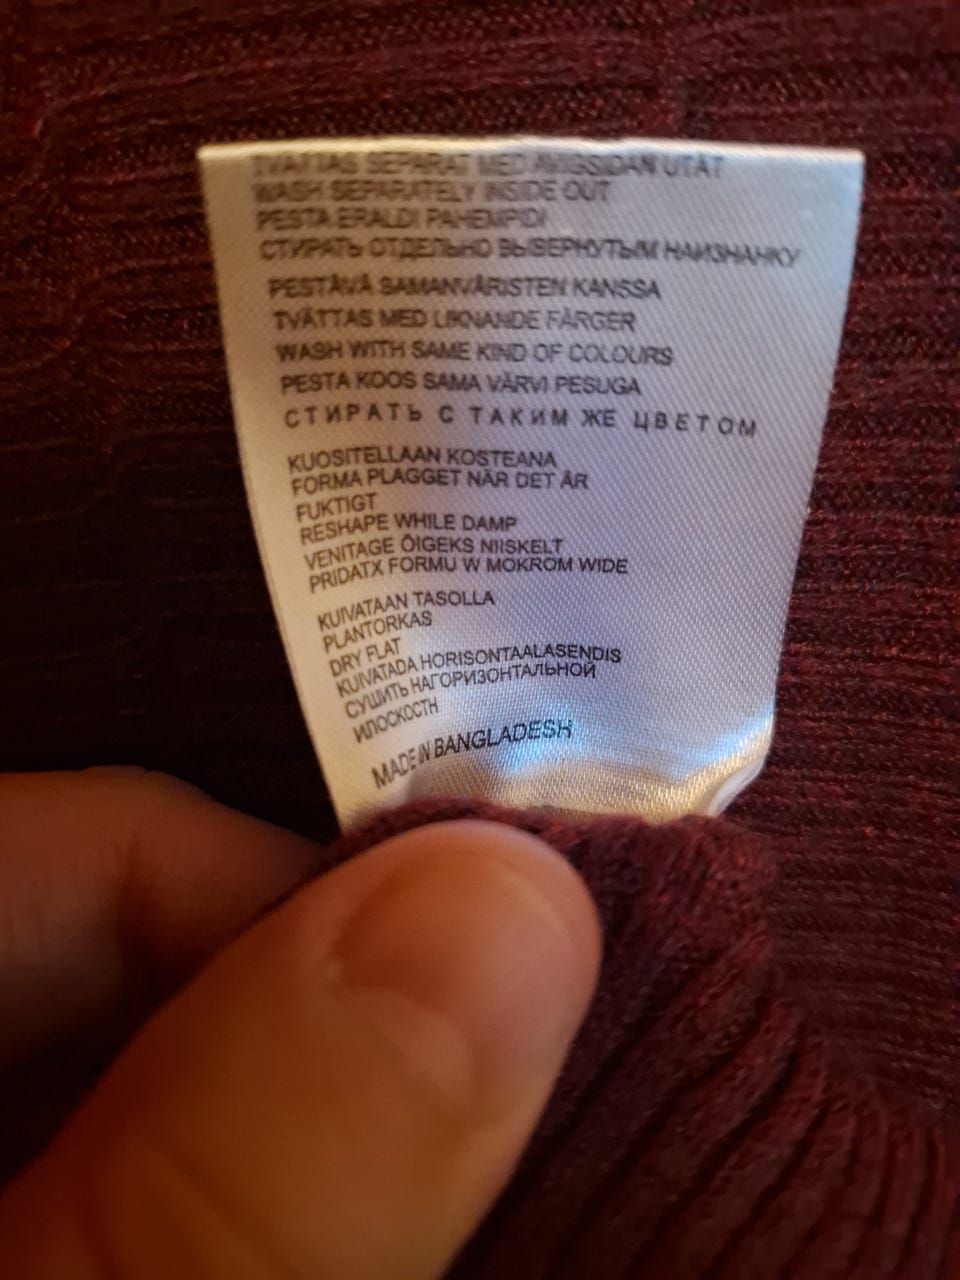 TVÄTTAS SEPARAT MED AVIGSIDAN UTÅT
WASH SEPARATELY INSIDE OUT
PESTA ERALDI PAHEMPIDI
СТИРАТЬ ОТДЕЛЬНО ВЫВЕРНУТЫМ НАИЗНАНКУ
PESTÄVÄ SAMANVÄRISTEN KANSSA
TVÄTTAS MED LIKNANDE FÄRGER
WASH WITH SAME KIND OF COLOURS
PESTA KOOS SAMA VÄRVI PESUGA
СТИРАТЬ С ТАКИМ ЖЕ ЦВЕТОМ
KUOSITELLAAN KOSTEANA
FORMA PLAGGET NÄR DET ÄR
FUKTIGT
RESHAPE WHILE DAMP
VENITAGE ÕIGEKS NIISKELT
PRIDATX FORMU W MOKROM WIDE
KUIVATAAN TASOLLA
PLANTORKAS
DRY FLAT
KUIVATADA HORISONTAALASENDIS
СУШИТЬ НАГОРИЗОНТАЛЬНОЙ
ИЛОСКОСТН
MADE IN BANGLADESH